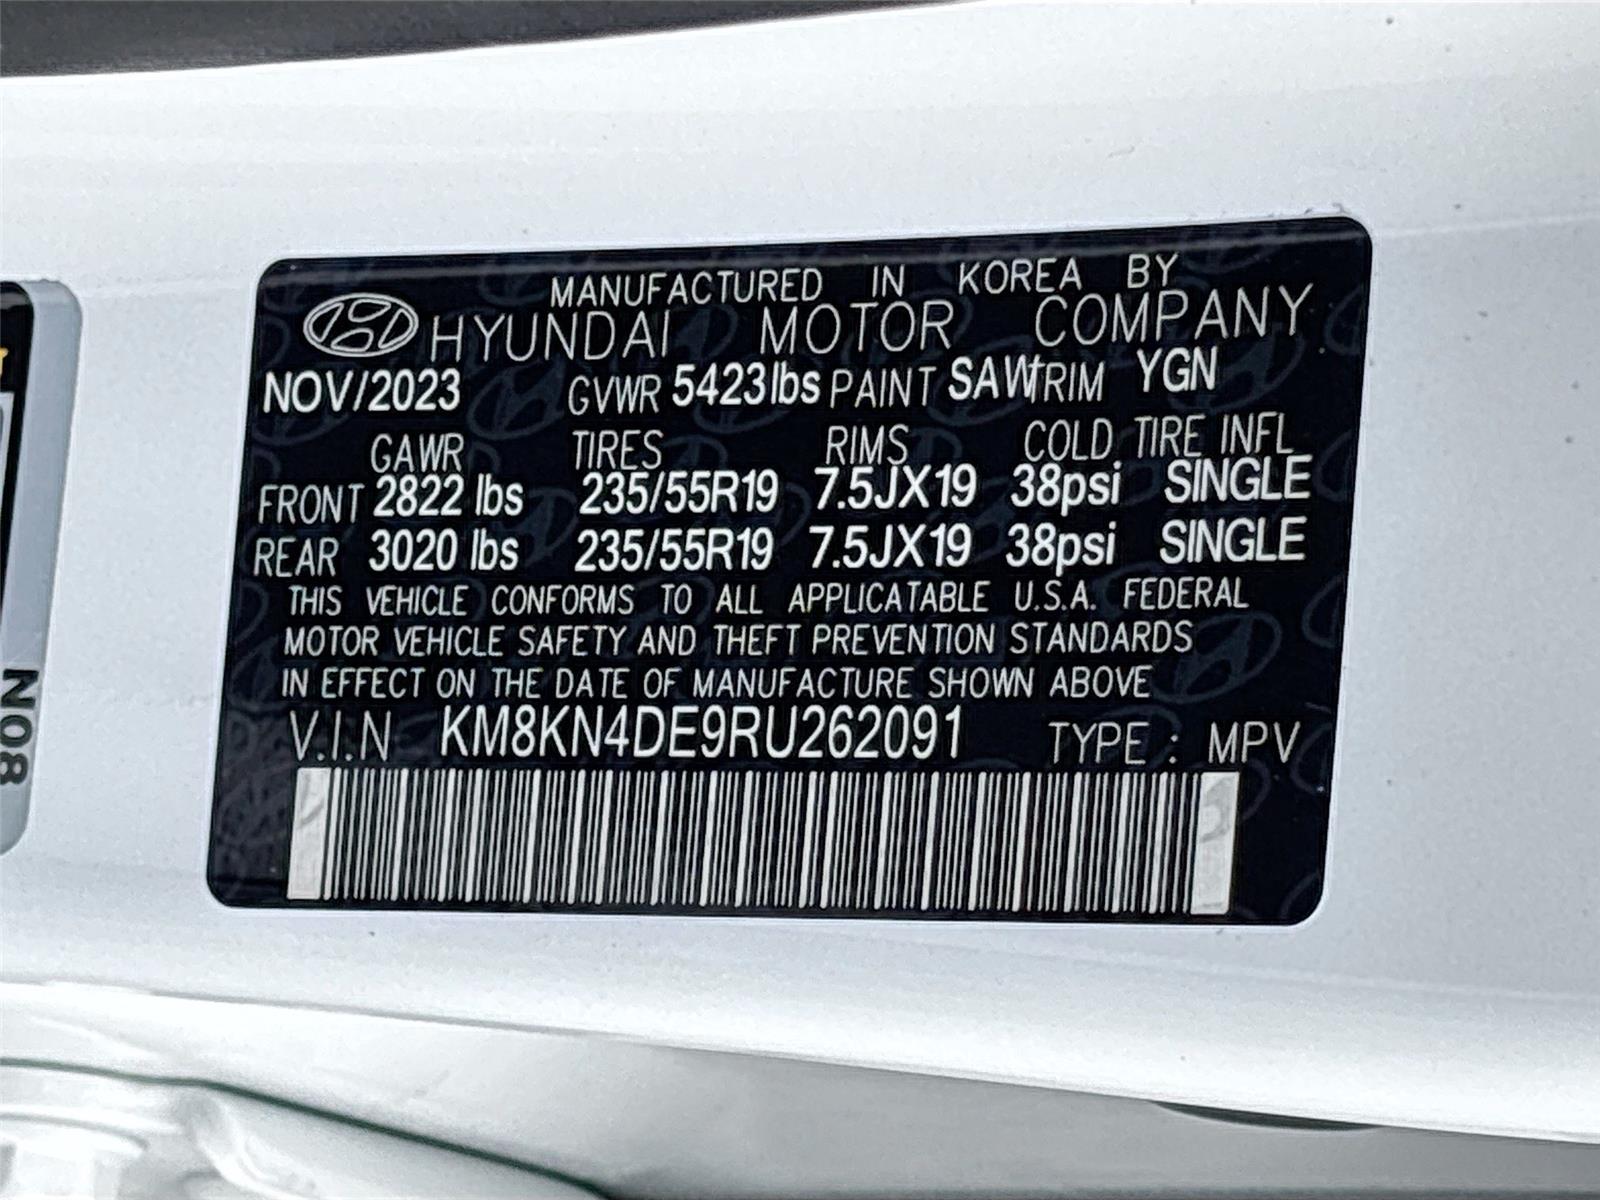 MANUFACTURED IN KOREA BY
HYUNDAI MOTOR COMPANY
NOV/2023 GVWR 5423lbs PAINT SAW TRIM YGN
GAWR TIRES RIMS COLD TIRE INFL
FRONT 2822 lbs 235/55R19 7.5JX19 38psi SINGLE
REAR 3020 lbs 235/55R19 7.5JX19 38psi SINGLE
THIS VEHICLE CONFORMS TO ALL APPLICATABLE U.S.A. FEDERAL
MOTOR VEHICLE SAFETY AND THEFT PREVENTION STANDARDS
IN EFFECT ON THE DATE OF MANUFACTURE SHOWN ABOVE
V.I.N KM8KN4DE9RU262091 TYPE : MPV
N08